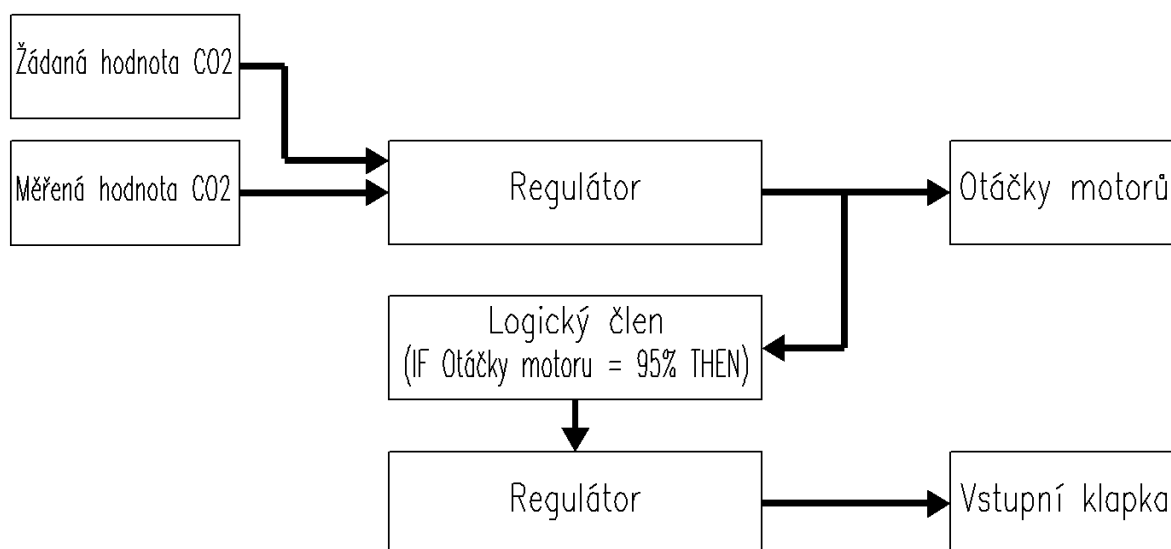 Žádaná hodnota CO2
Měřená hodnota CO2
Regulátor
Otáčky motorů
Logický člen
(IF Otáčky motoru = 95% THEN)
Regulátor
Vstupní klapka